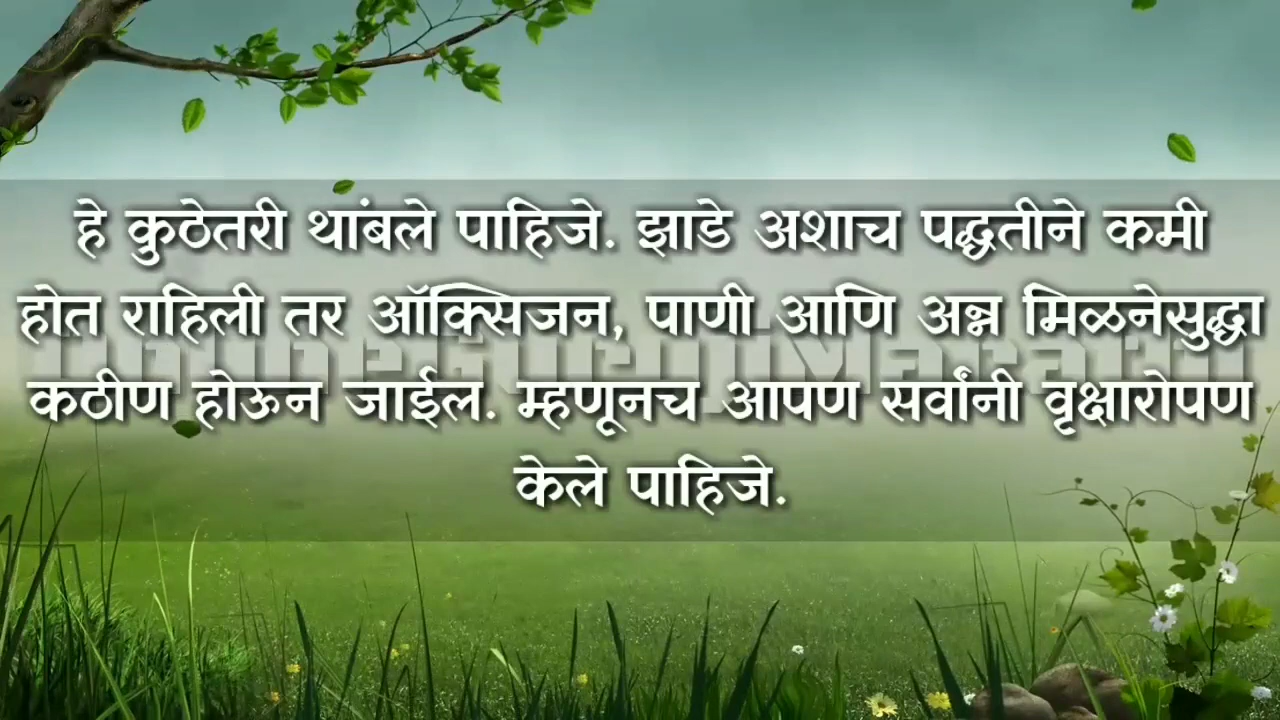 हे कुठेतरी थांबले पाहिजे. झाडे अशाच पद्धतीने कमी
होत राहिली तर ऑक्सिजन, पाणी आणि अन्न मिळनेसुद्धा
कठीण होऊन जाईल. म्हणूनच आपण सर्वांनी वृक्षारोपण
केले पाहिजे.